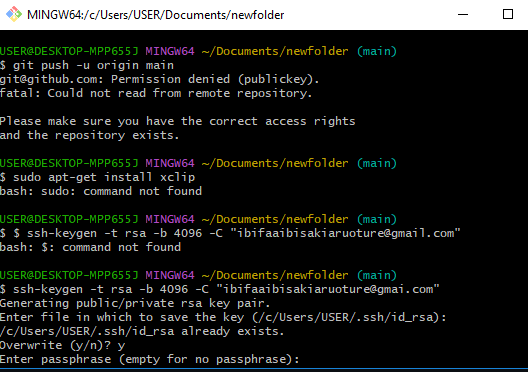 MINGW64:/c/Users/USER/Documents/newfolder
USER@DESKTOP-MPP655J MINGW64 ~/Documents/newfolder (main)
$ git push -u origin main
git@github.com: Permission denied (publickey).
fatal: Could not read from remote repository.
Please make sure you have the correct access rights
and the repository exists.
USER@DESKTOP-MPP655J MINGW64 ~/Documents/newfolder (main)
$ sudo apt-get install xclip
bash: sudo: command not found
USER@DESKTOP-MPP655J MINGW64 ~/Documents/newfolder (main)
$ $ ssh-keygen -t rsa -b 4096 -C "ibifaaibisakiaruoture@gmail.com"
bash: $: command not found
USER@DESKTOP-MPP655J MINGW64 ~/Documents/newfolder (main)
$ ssh-keygen -t rsa -b 4096 -C "ibifaaibisakiaruoture@gmai.com"
Generating public/private rsa key pair.
Enter file in which to save the key (/c/Users/USER/.ssh/id_rsa):
/c/Users/USER/.ssh/id_rsa already exists.
Overwrite (y/n)? y
Enter passphrase (empty for no passphrase):